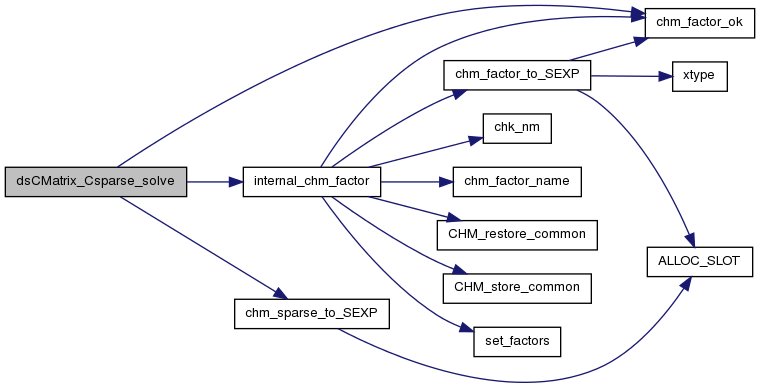 chm_factor_ok
chm_factor_to_SEXP
xtype
chk_nm
dsCMatrix_Csparse_solve
internal_chm_factor
chm_factor_name
CHM_restore_common
ALLOC_SLOT
CHM_store_common
chm_sparse_to_SEXP
set_factors